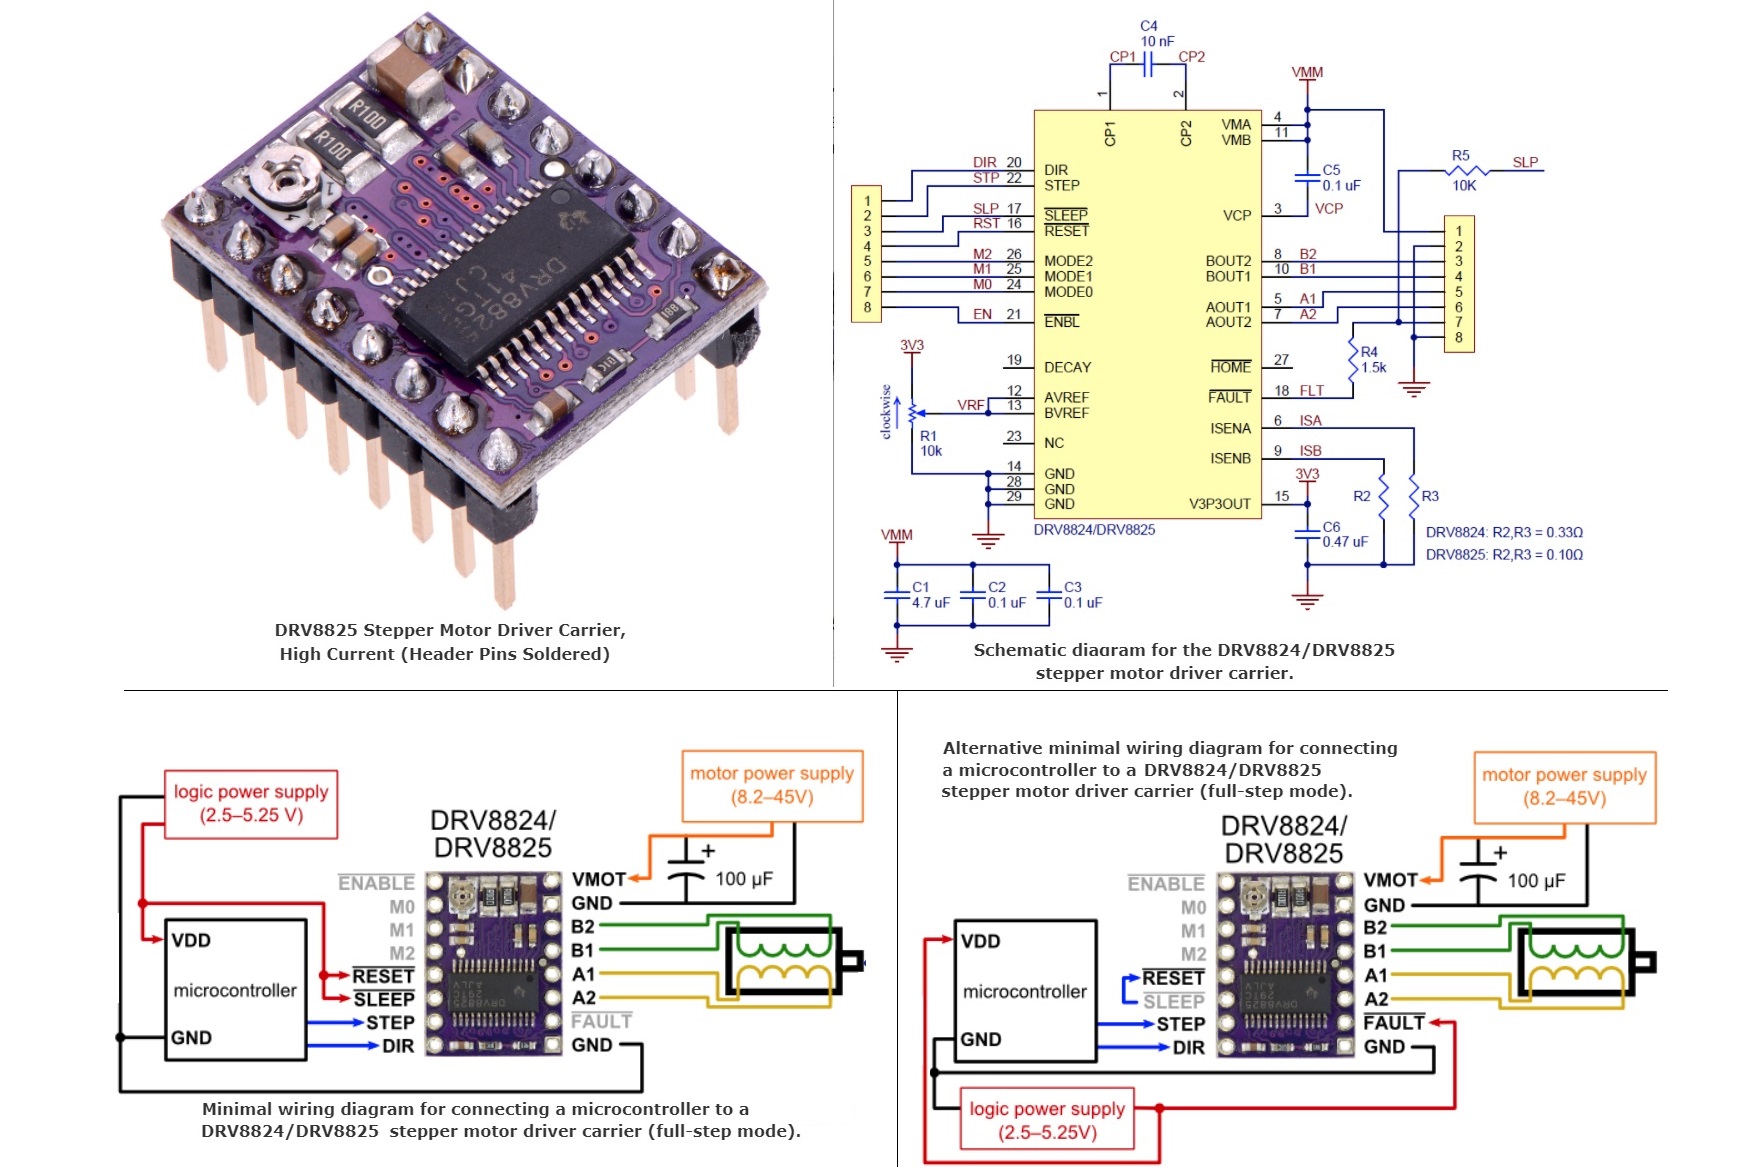 R100
R100
DRV8825 Stepper Motor Driver Carrier,
High Current (Header Pins Soldered)
C4
10 nF
CP1
CP2
1
2
CP1
CP2
VMM
VMA
4
VMB
11
C5
0.1 uF
VCP
3
VCP
R5
10K
SLP
DIR
20
DIR
STP
22
STEP
SLP
17
SLEEP
RST
16
RESET
M2
26
MODE2
M1
25
MODE1
M0
24
MODE0
EN
21
ENBL
1
2
3
4
5
6
7
8
BOUT2
8
B2
BOUT1
10
B1
AOUT1
5
A1
AOUT2
7
A2
1
2
3
4
5
6
7
8
3V3
clockwise
R1
10k
19
DECAY
VRF
12
AVREF
13
BVREF
23
NC
14
GND
28
GND
29
GND
HOME
27
R4
1.5k
FAULT
18
FLT
ISENA
6
ISA
ISENB
9
ISB
3V3
V3P3OUT
15
R2
R3
C6
0.47 uF
DRV8824/DRV8825
DRV8824: R2,R3 = 0.33Ω
DRV8825: R2,R3 = 0.10Ω
VMM
C1
4.7 uF
C2
0.1 uF
C3
0.1 uF
Schematic diagram for the DRV8824/DRV8825
stepper motor driver carrier.
logic power supply
(2.5–5.25 V)
motor power supply
(8.2–45V)
DRV8824/
DRV8825
+
100 µF
ENABLE
M0
M1
M2
RESET
SLEEP
STEP
DIR
VMOT
GND
B2
B1
A1
A2
FAULT
GND
VDD
microcontroller
GND
Minimal wiring diagram for connecting a microcontroller to a
DRV8824/DRV8825 stepper motor driver carrier (full-step mode).
Alternative minimal wiring diagram for connecting
a microcontroller to a DRV8824/DRV8825
stepper motor driver carrier (full-step mode).
motor power supply
(8.2–45V)
DRV8824/
DRV8825
+
100 µF
ENABLE
M0
M1
M2
RESET
SLEEP
STEP
DIR
VMOT
GND
B2
B1
A1
A2
FAULT
GND
VDD
microcontroller
GND
logic power supply
(2.5–5.25V)